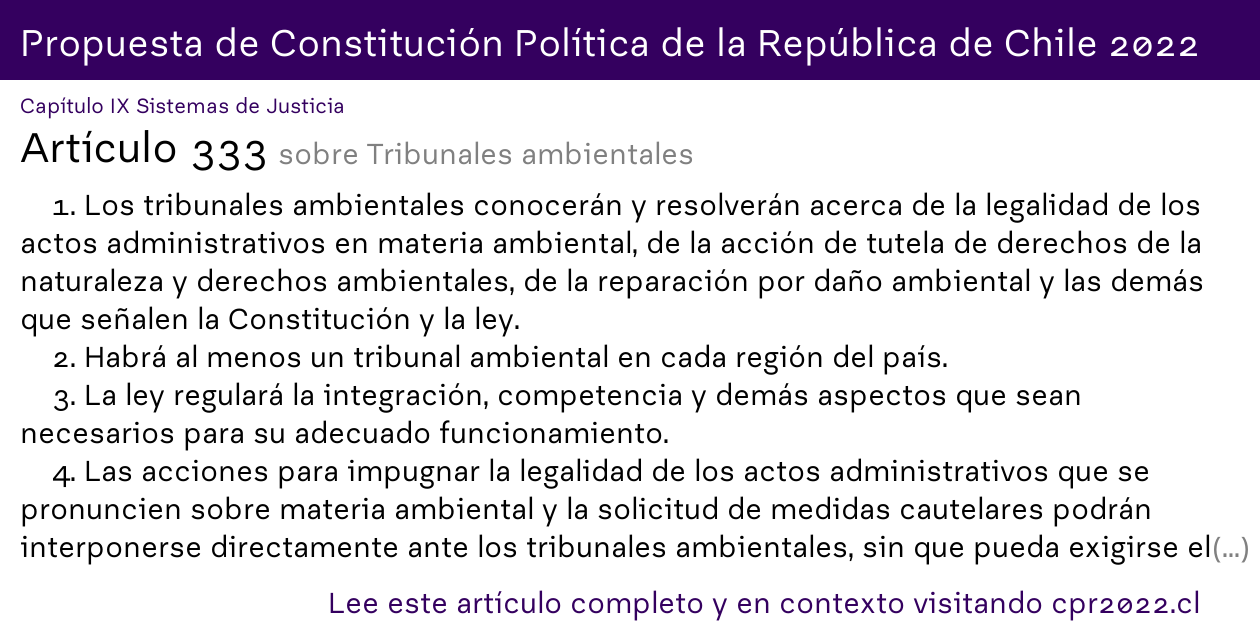 Propuesta de Constitución Política de la República de Chile 2022
Capítulo IX Sistemas de Justicia
Artículo 333 sobre Tribunales ambientales
1. Los tribunales ambientales conocerán y resolverán acerca de la legalidad de los
actos administrativos en materia ambiental, de la acción de tutela de derechos de la
naturaleza y derechos ambientales, de la reparación por daño ambiental y las demás
que señalen la Constitución y la ley.
2. Habrá al menos un tribunal ambiental en cada región del país.
3. La ley regulará la integración, competencia y demás aspectos que sean
necesarios para su adecuado funcionamiento.
4. Las acciones para impugnar la legalidad de los actos administrativos que se
pronuncien sobre materia ambiental y la solicitud de medidas cautelares podrán
interponerse directamente ante los tribunales ambientales, sin que pueda exigirse el(...)
Lee este artículo completo y en contexto visitando cpr2022.cl